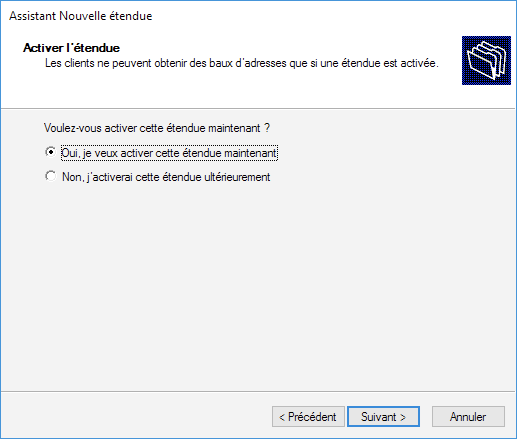 Assistant Nouvelle étendue
Activer l'étendue
Les clients ne peuvent obtenir des baux d'adresses que si une étendue est activée.
Voulez-vous activer cette étendue maintenant ?
Oui, je veux activer cette étendue maintenant
Non, j'activerai cette étendue ultérieurement
< Précédent Suivant > Annuler